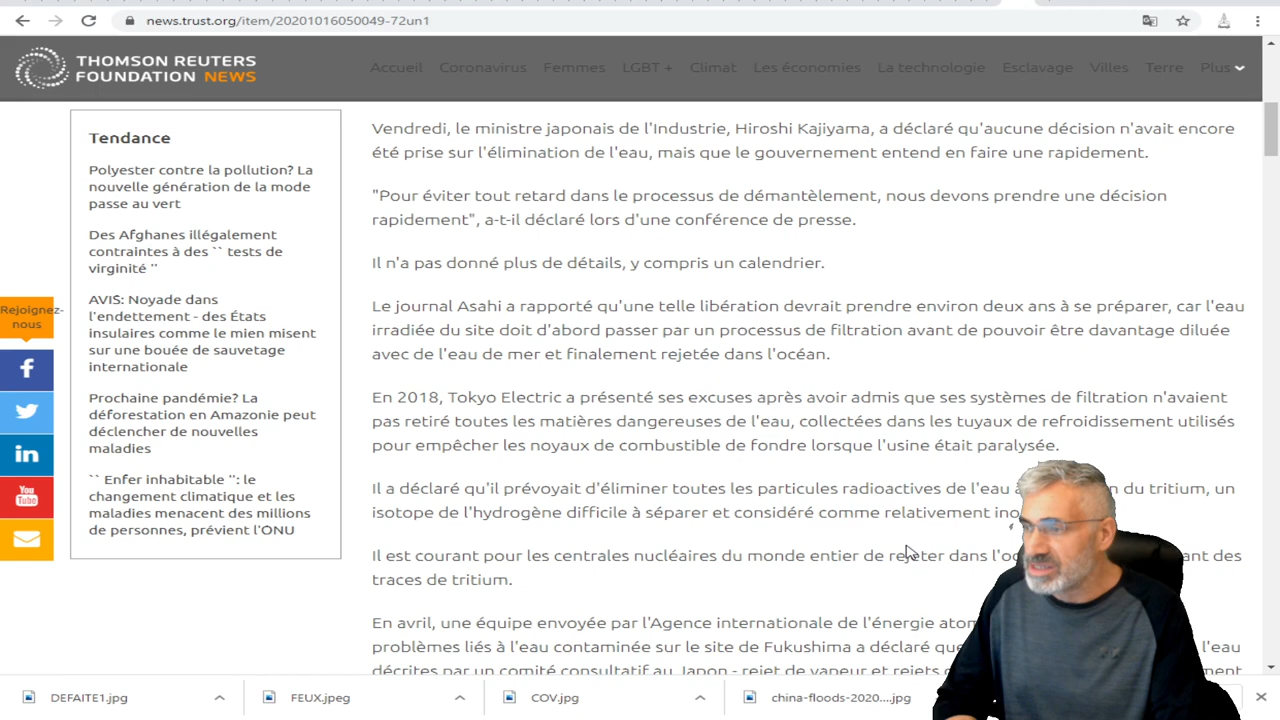 news.trust.org/item/20201016050049-72un1
THOMSON REUTERS
FOUNDATION NEWS
Accueil Coronavirus Femmes LGBT + Climat Les économies La technologie Esclavage Villes Terre Plus
Tendance
Polyester contre la pollution? La
nouvelle génération de la mode
passe au vert
Des Afghanes illégalement
contraintes à des `` tests de
virginité ''
AVIS: Noyade dans
l'endettement - des États
insulaires comme le mien misent
sur une bouée de sauvetage
internationale
Prochaine pandémie? La
déforestation en Amazonie peut
déclencher de nouvelles
maladies
`` Enfer inhabitable '': le
changement climatique et les
maladies menacent des millions
de personnes, prévient l'ONU
Rejoignez-
nous
f
in
You
Tube
Vendredi, le ministre japonais de l'Industrie, Hiroshi Kajiyama, a déclaré qu'aucune décision n'avait encore
été prise sur l'élimination de l'eau, mais que le gouvernement entend en faire une rapidement.
"Pour éviter tout retard dans le processus de démantèlement, nous devons prendre une décision
rapidement", a-t-il déclaré lors d'une conférence de presse.
Il n'a pas donné plus de détails, y compris un calendrier.
Le journal Asahi a rapporté qu'une telle libération devrait prendre environ deux ans à se préparer, car l'eau
irradiée du site doit d'abord passer par un processus de filtration avant de pouvoir être davantage diluée
avec de l'eau de mer et finalement rejetée dans l'océan.
En 2018, Tokyo Electric a présenté ses excuses après avoir admis que ses systèmes de filtration n'avaient
pas retiré toutes les matières dangereuses de l'eau, collectées dans les tuyaux de refroidissement utilisés
pour empêcher les noyaux de combustible de fondre lorsque l'usine était paralysée.
Il a déclaré qu'il prévoyait d'éliminer toutes les particules radioactives de l'eau du tritium, un
isotope de l'hydrogène difficile à séparer et considéré comme relativement
Il est courant pour les centrales nucléaires du monde entier de rejeter dans des
traces de tritium.
En avril, une équipe envoyée par l'Agence internationale de l'énergie
problèmes liés à l'eau contaminée sur le site de Fukushima a déclaré l'eau
décrites par un comité consultatif au Japon - rejet de vapeur et rejets
DEFAITE1.jpg FEUX.jpeg COV.jpg china-floods-2020....jpg